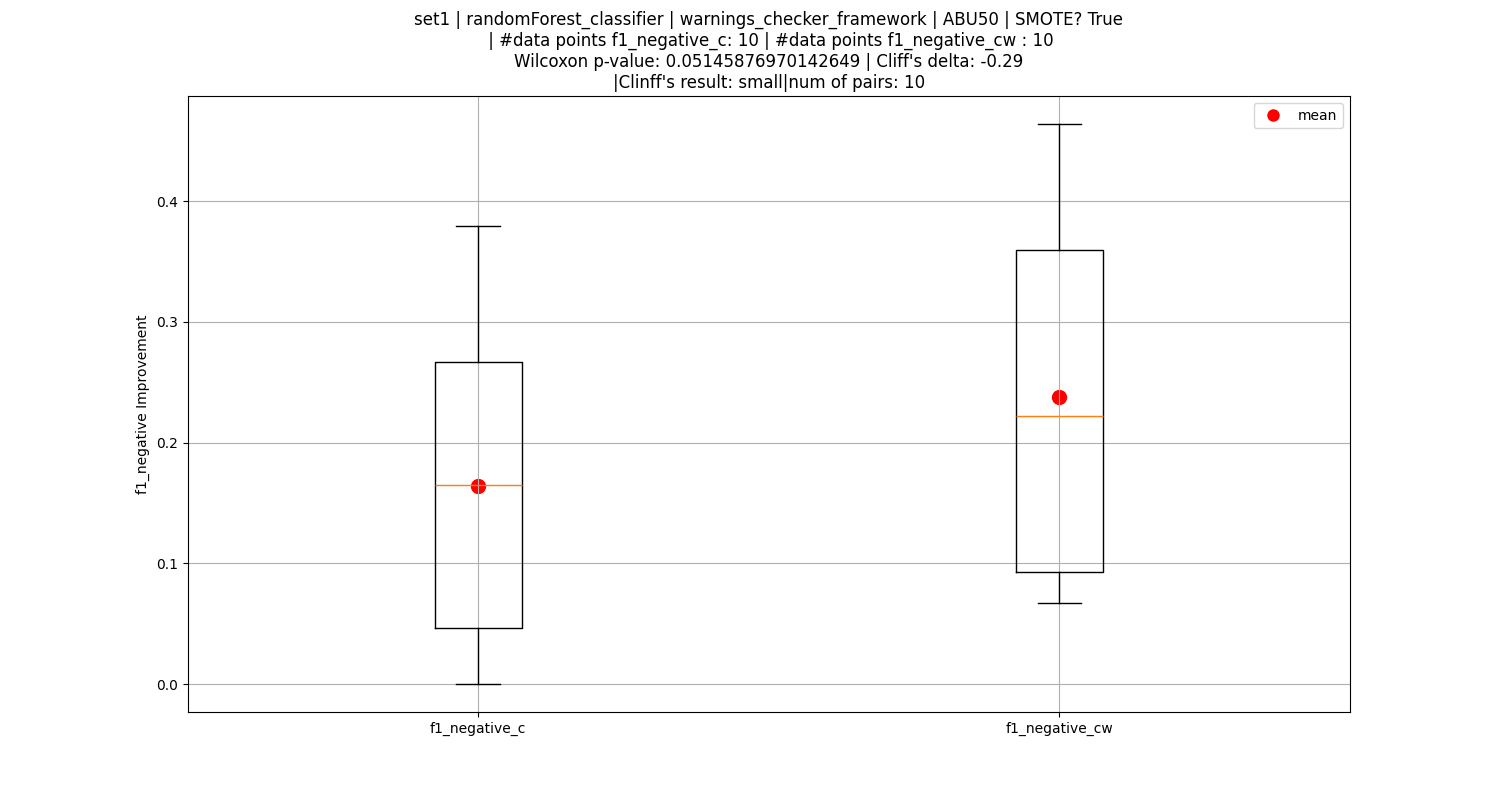 set1 | randomForest_classifier | warnings_checker_framework | ABU50 | SMOTE? True
| #data points f1_negative_c: 10 | #data points f1_negative_cw : 10
Wilcoxon p-value: 0.05145876970142649 | Cliff's delta: -0.29
|Clinff's result: small|num of pairs: 10
mean
f1_negative Improvement
0.4
0.3
0.2
0.1
0.0
f1_negative_c
f1_negative_cw